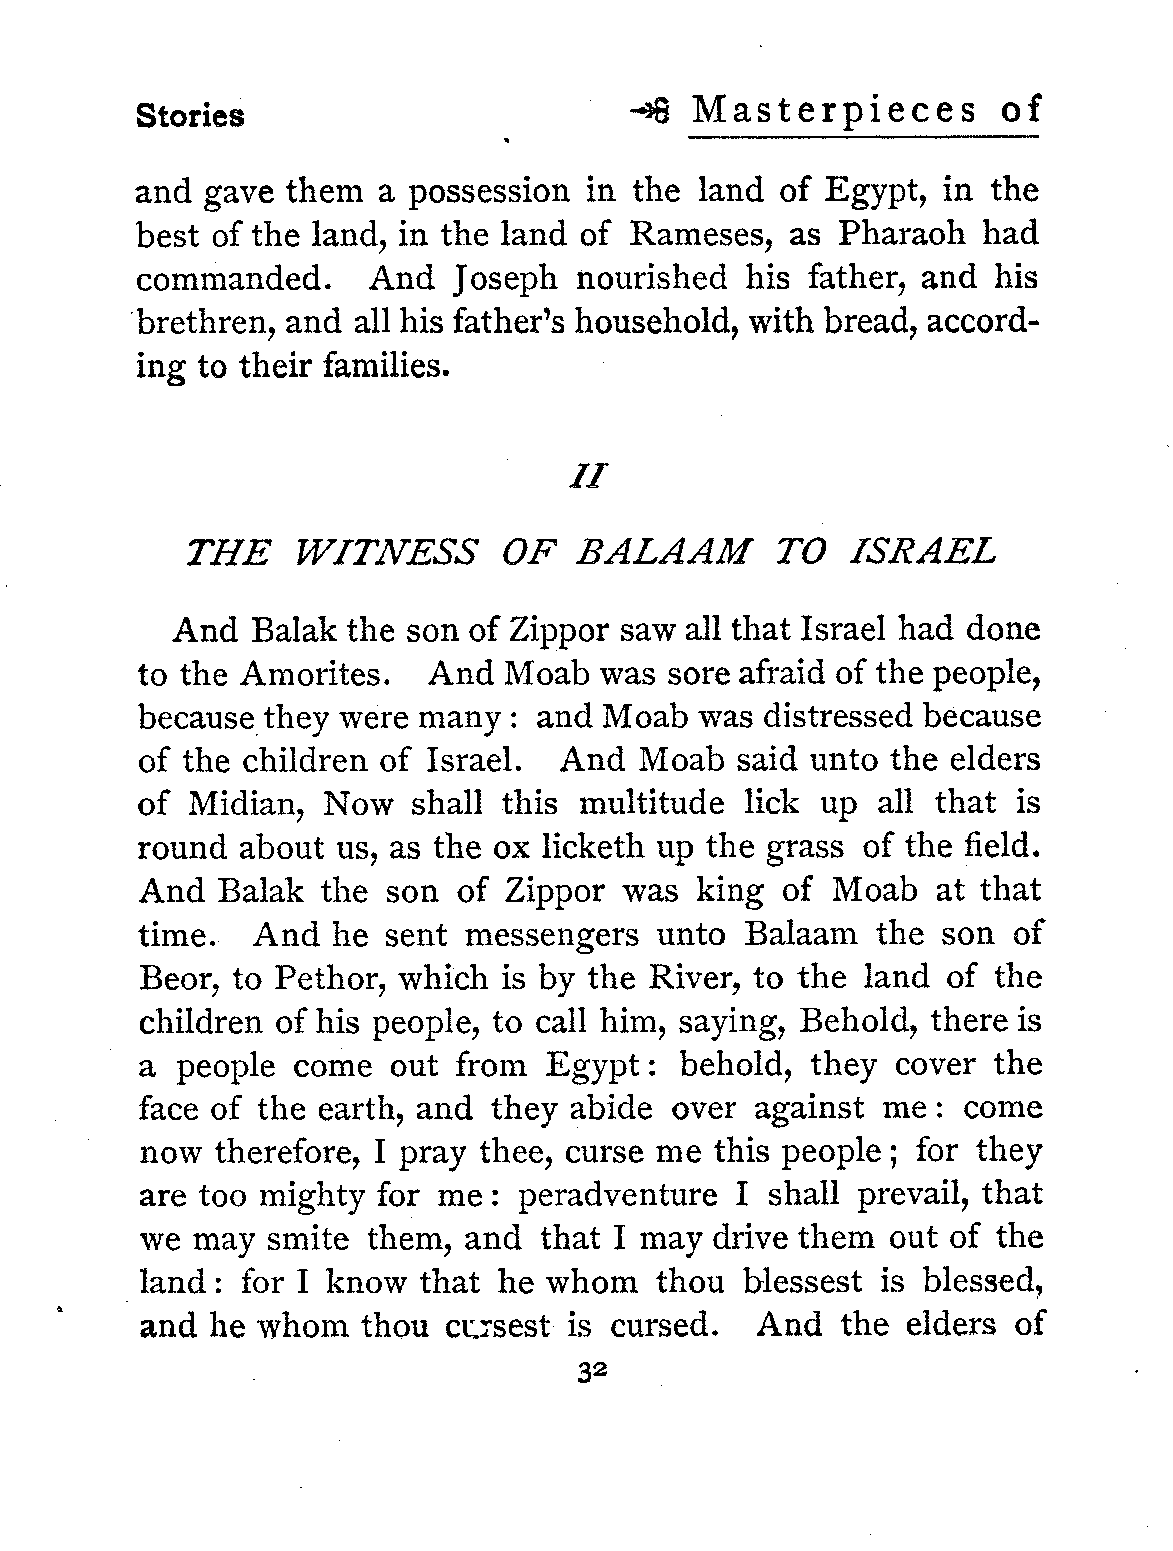 Stories Masterpieces of
and gave them a possession in the land of Egypt, in the
best of the land, in the land of Rameses, as Pharaoh had
commanded. And Joseph nourished his father, and his
brethren, and all his father's household, with bread, accord-
ing to their families.
II
THE WITNESS OF BALAAM TO ISRAEL
And Balak the son of Zippor saw all that Israel had done
to the Amorites. And Moab was sore afraid of the people,
because they were many : and Moab was distressed because
of the children of Israel. And Moab said unto the elders
of Midian, Now shall this multitude lick up all that is
round about us, as the ox licketh up the grass of the field.
And Balak the son of Zippor was king of Moab at that
time. And he sent messengers unto Balaam the son of
Beor, to Pethor, which is by the River, to the land of the
children of his people, to call him, saying, Behold, there is
a people come out from Egypt : behold, they cover the
face of the earth, and they abide over against me : come
now therefore, I pray thee, curse me this people ; for they
are too mighty for me : peradventure I shall prevail, that
we may smite them, and that I may drive them out of the
land : for I know that he whom thou blessest is blessed,
and he whom thou cursest is cursed. And the elders of
32